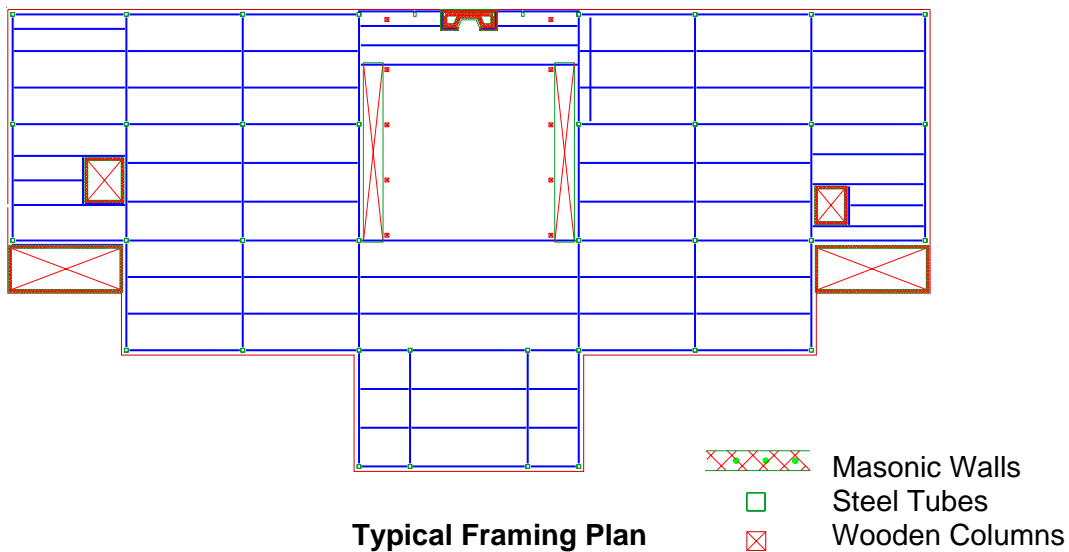 Masonic Walls
Steel Tubes
Typical Framing Plan
Wooden Columns